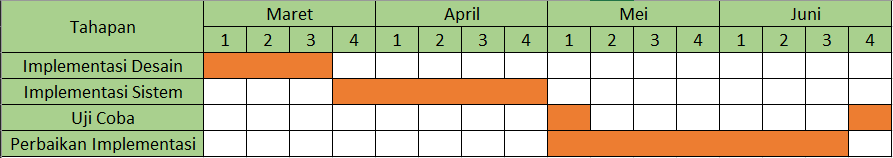 Tahapan Maret April Mei Juni
1 2 3 4 1 2 3 4 1 2 3 4 1 2 3 4
Implementasi Desain
Implementasi Sistem
Uji Coba
Perbaikan Implementasi